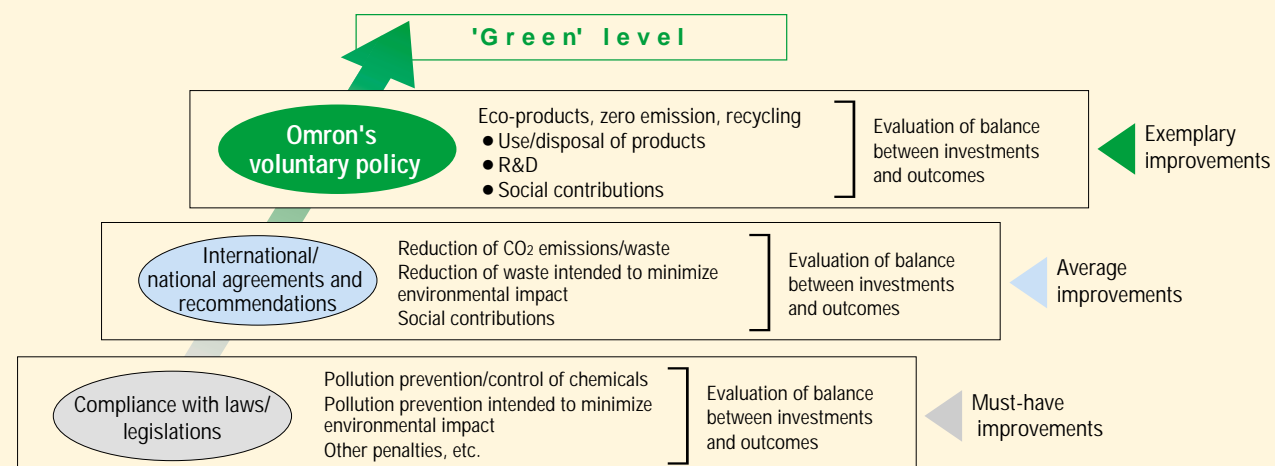 'Green' level
Omron's
voluntary policy
Eco-products, zero emission, recycling
● Use/disposal of products
● R&D
● Social contributions
Evaluation of balance
between investments
and outcomes
Exemplary
improvements
International/
national agreements and
recommendations
Reduction of CO2 emissions/waste
Reduction of waste intended to minimize
environmental impact
Social contributions
Evaluation of balance
between investments
and outcomes
Average
improvements
Compliance with laws/
legislations
Pollution prevention/control of chemicals
Pollution prevention intended to minimize
environmental impact
Other penalties, etc.
Evaluation of balance
between investments
and outcomes
Must-have
improvements